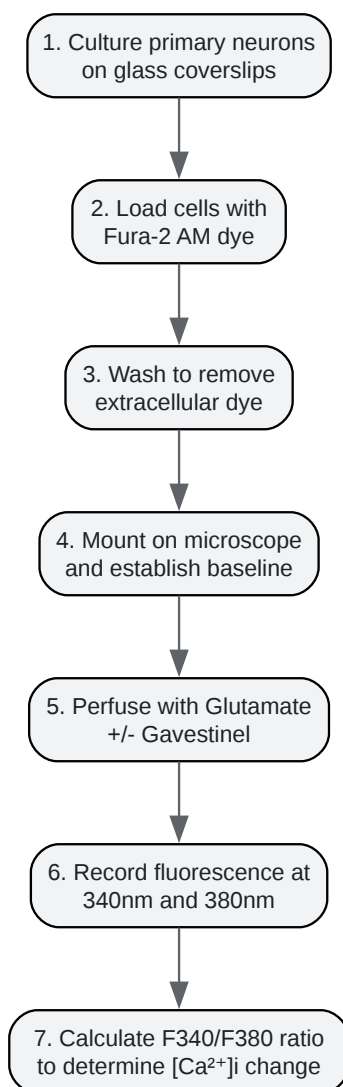 1. Culture primary neurons
on glass coverslips
2. Load cells with
Fura-2 AM dye
3. Wash to remove
extracellular dye
4. Mount on microscope
and establish baseline
5. Perfuse with Glutamate
+/- Gavestinel
6. Record fluorescence at
340nm and 380nm
7. Calculate F340/F380 ratio
to determine [Ca²⁺]i change